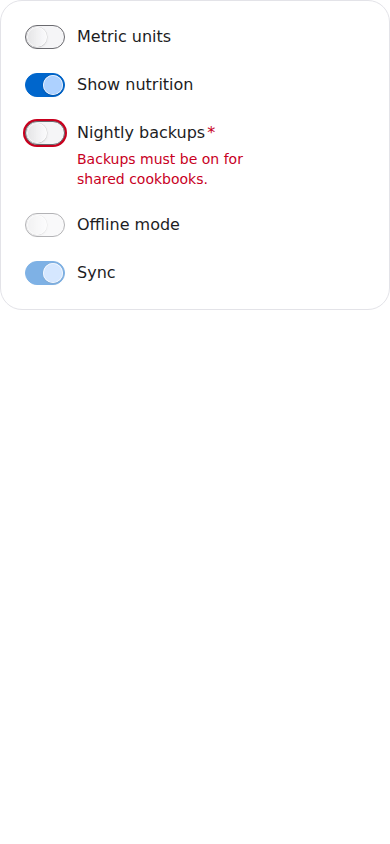 Metric units
Show nutrition
Nightly backups*
Backups must be on for
shared cookbooks.
Offline mode
Sync